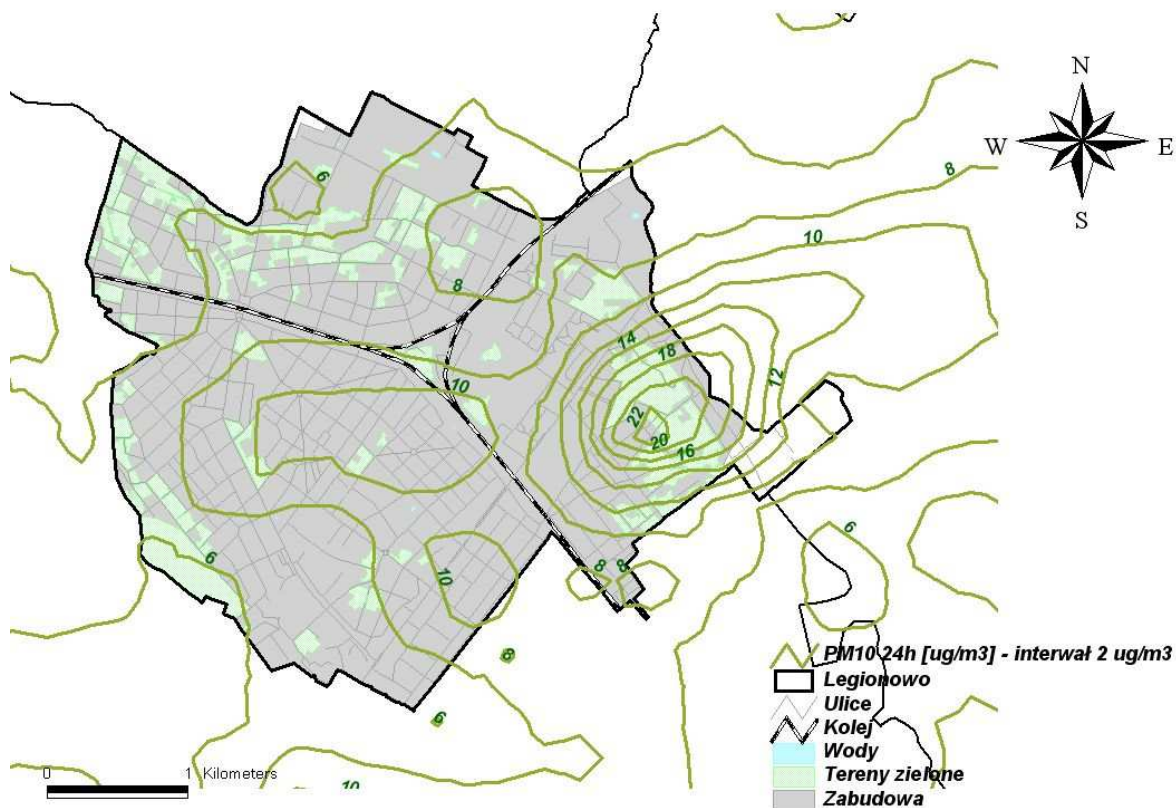 N
W E
S
8
10
6
8
14
18
12
10
22
20
16
6
6
10
8 8
8
6
10
PM10 24h [ug/m3] - interwał 2 ug/m3
Legionowo
Ulice
Kolej
Wody
Tereny zielone
Zabudowa
0 1 Kilometers